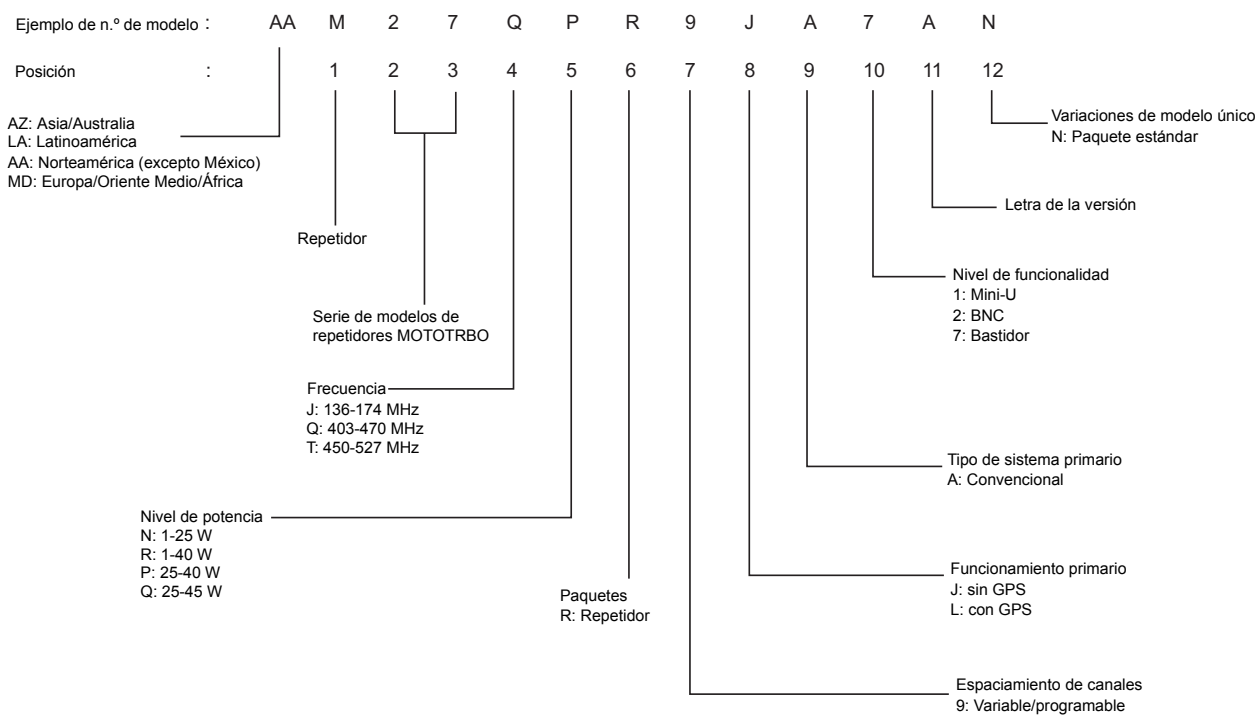 Ejemplo de n.º de modelo : AA M 2 7 Q P R 9 J A 7 A N
Posición : 1 2 3 4 5 6 7 8 9 10 11 12
AZ: Asia/Australia
LA: Latinoamérica
AA: Norteamérica (excepto México)
MD: Europa/Oriente Medio/África
Variaciones de modelo único
N: Paquete estándar
Letra de la versión
Repetidor
Nivel de funcionalidad
1: Mini-U
2: BNC
7: Bastidor
Serie de modelos de
repetidores MOTOTRBO
Frecuencia
J: 136-174 MHz
Q: 403-470 MHz
T: 450-527 MHz
Tipo de sistema primario
A: Convencional
Nivel de potencia
N: 1-25 W
R: 1-40 W
P: 25-40 W
Q: 25-45 W
Funcionamiento primario
J: sin GPS
L: con GPS
Paquetes
R: Repetidor
Espaciamiento de canales
9: Variable/programable